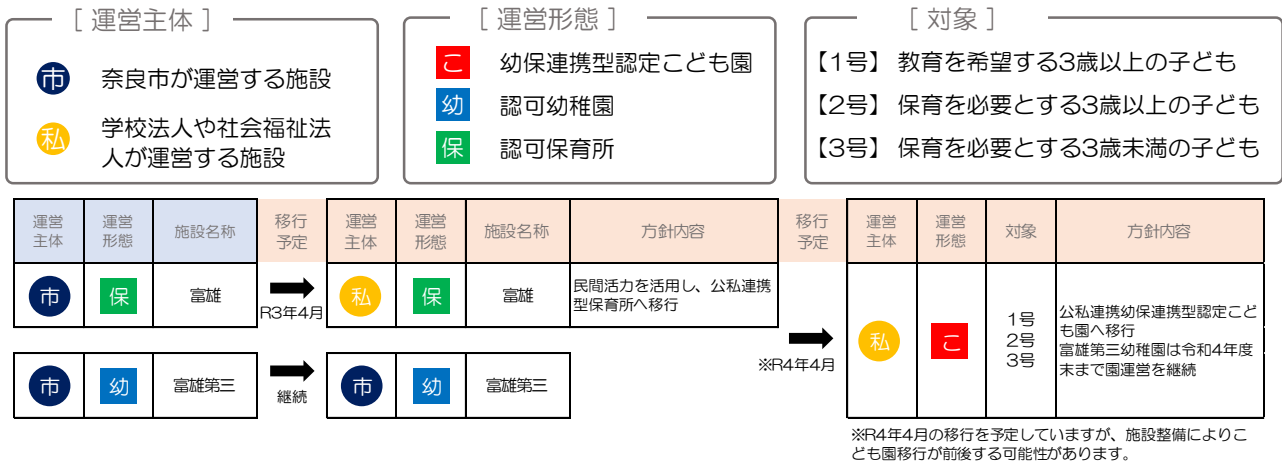 [ 運営主体 ]
市 奈良市が運営する施設
私 学校法人や社会福祉法
人が運営する施設
[ 運営形態 ]
こ 幼保連携型認定こども園
幼 認可幼稚園
保 認可保育所
[ 対象 ]
【1号】 教育を希望する3歳以上の子ども
【2号】 保育を必要とする3歳以上の子ども
【3号】 保育を必要とする3歳未満の子ども
運営
主体
運営
形態
施設名称
移行
予定
運営
主体
運営
形態
施設名称
方針内容
移行
予定
運営
主体
運営
形態
対象
方針内容
市
保
富雄
R3年4月
私
保
富雄
民間活力を活用し、公私連携
型保育所へ移行
市
幼
富雄第三
継続
市
幼
富雄第三
※R4年4月
私
こ
1号
2号
3号
公私連携幼保連携型認定こど
も園へ移行
富雄第三幼稚園は令和4年度
末まで園運営を継続
※R4年4月の移行を予定していますが、施設整備によりこ
ども園移行が前後する可能性があります。